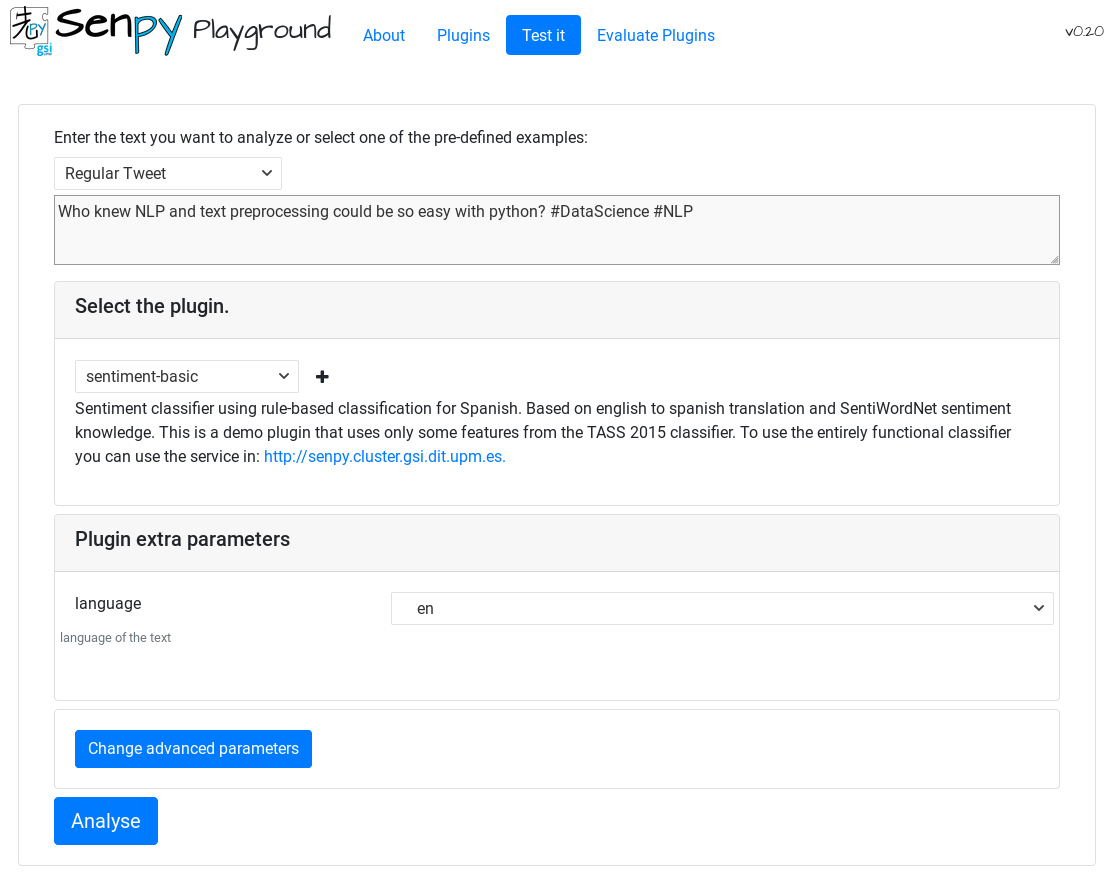 先 py gsi Senpy Playground About Plugins Test it Evaluate Plugins v0.2.0
Enter the text you want to analyze or select one of the pre-defined examples:
Regular Tweet
Who knew NLP and text preprocessing could be so easy with python? #DataScience #NLP
Select the plugin.
sentiment-basic
Sentiment classifier using rule-based classification for Spanish. Based on english to spanish translation and SentiWordNet sentiment
knowledge. This is a demo plugin that uses only some features from the TASS 2015 classifier. To use the entirely functional classifier
you can use the service in: http://senpy.cluster.gsi.dit.upm.es.
Plugin extra parameters
language en
language of the text
Change advanced parameters
Analyse